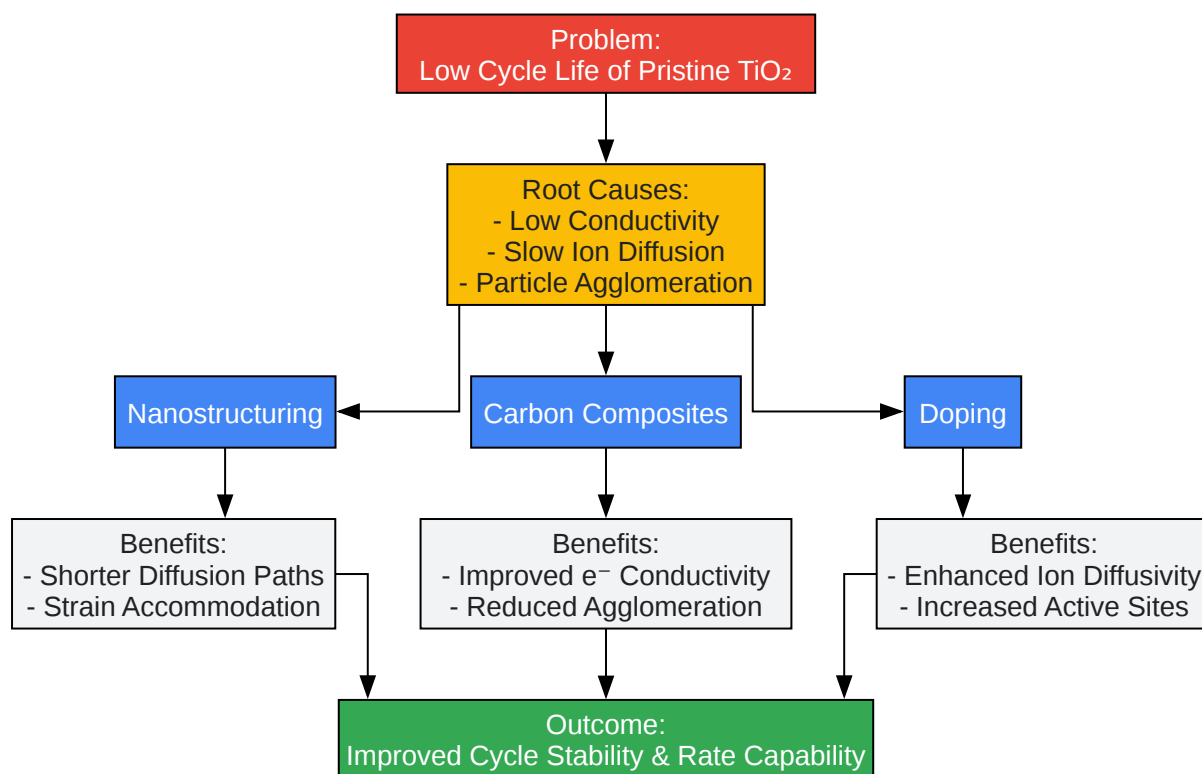 Problem:
Low Cycle Life of Pristine TiO₂
Root Causes:
- Low Conductivity
- Slow Ion Diffusion
- Particle Agglomeration
Nanostructuring
Carbon Composites
Doping
Benefits:
- Shorter Diffusion Paths
- Strain Accommodation
Benefits:
- Improved e⁻ Conductivity
- Reduced Agglomeration
Benefits:
- Enhanced Ion Diffusivity
- Increased Active Sites
Outcome:
Improved Cycle Stability & Rate Capability